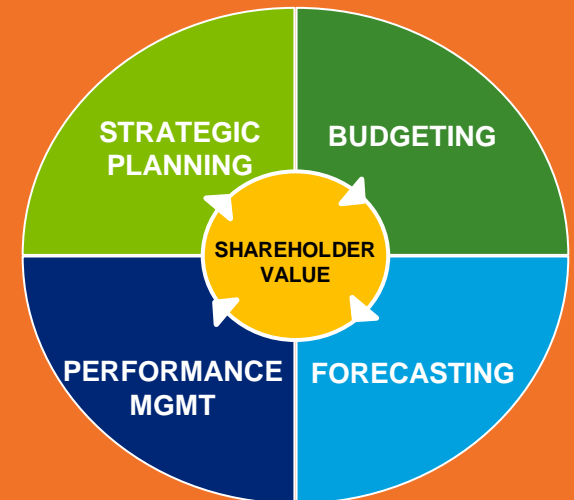 STRATEGIC
PLANNING
BUDGETING
SHAREHOLDER
VALUE
PERFORMANCE
MGMT
FORECASTING